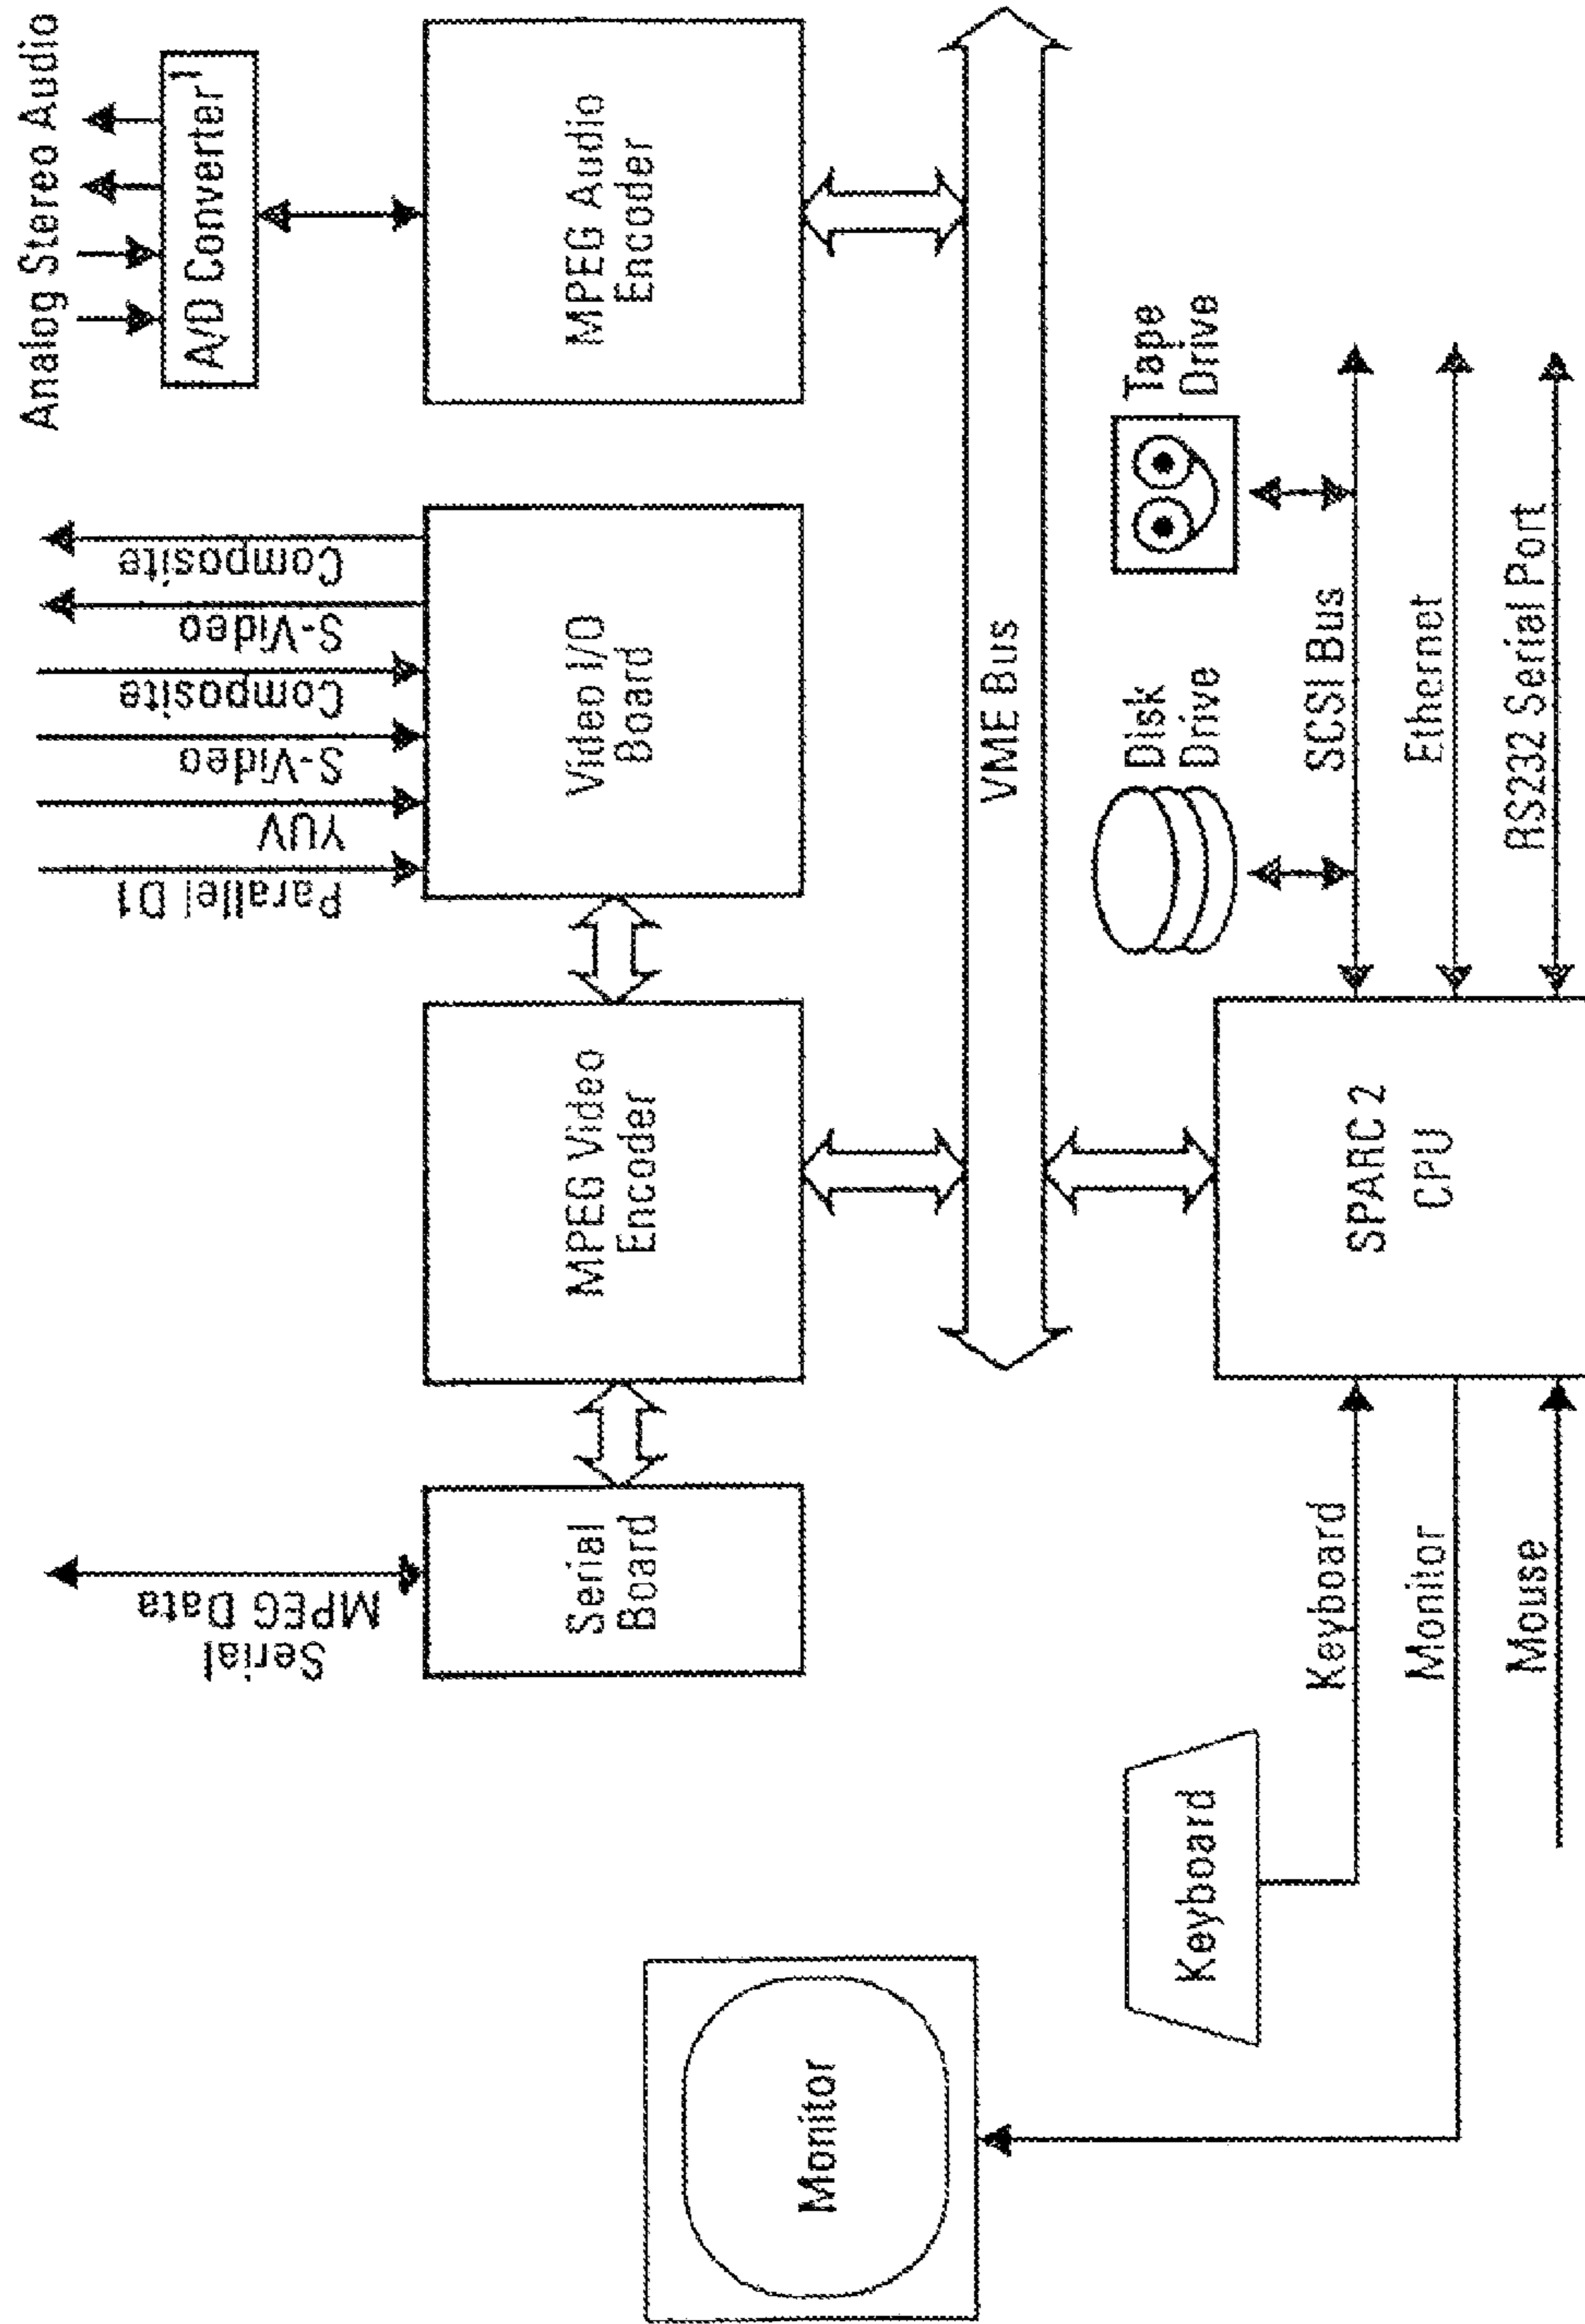 Analog Stereo Audio
A/D Converter¹
MPEG Audio
Encoder
Parallel D1
YUV
S-Video
Composite
S-Video
Composite
Video I/O
Board
MPEG Video
Encoder
Serial
MPEG Data
Serial
Board
VME Bus
Monitor
Keyboard
Keyboard
Monitor
Mouse
SPARC 2
CPU
Disk
Drive
Tape
Drive
SCSI Bus
Ethernet
RS232 Serial Port